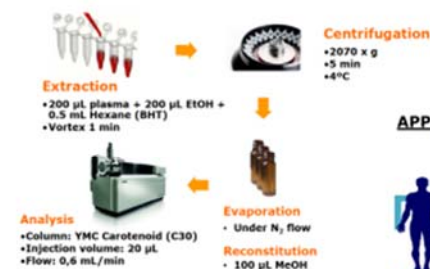 Extraction
•200 µL plasma + 200 µL EtOH +
0.5 mL Hexane (BHT)
•Vortex 1 min
Centrifugation
•2070 x g
•5 min
•4ºC
APP
Evaporation
• Under N₂ flow
Reconstitution
• 100 µL MeOH
Analysis
•Column: YMC Carotenoid (C30)
•Injection volume: 20 µL
•Flow: 0,6 mL/min